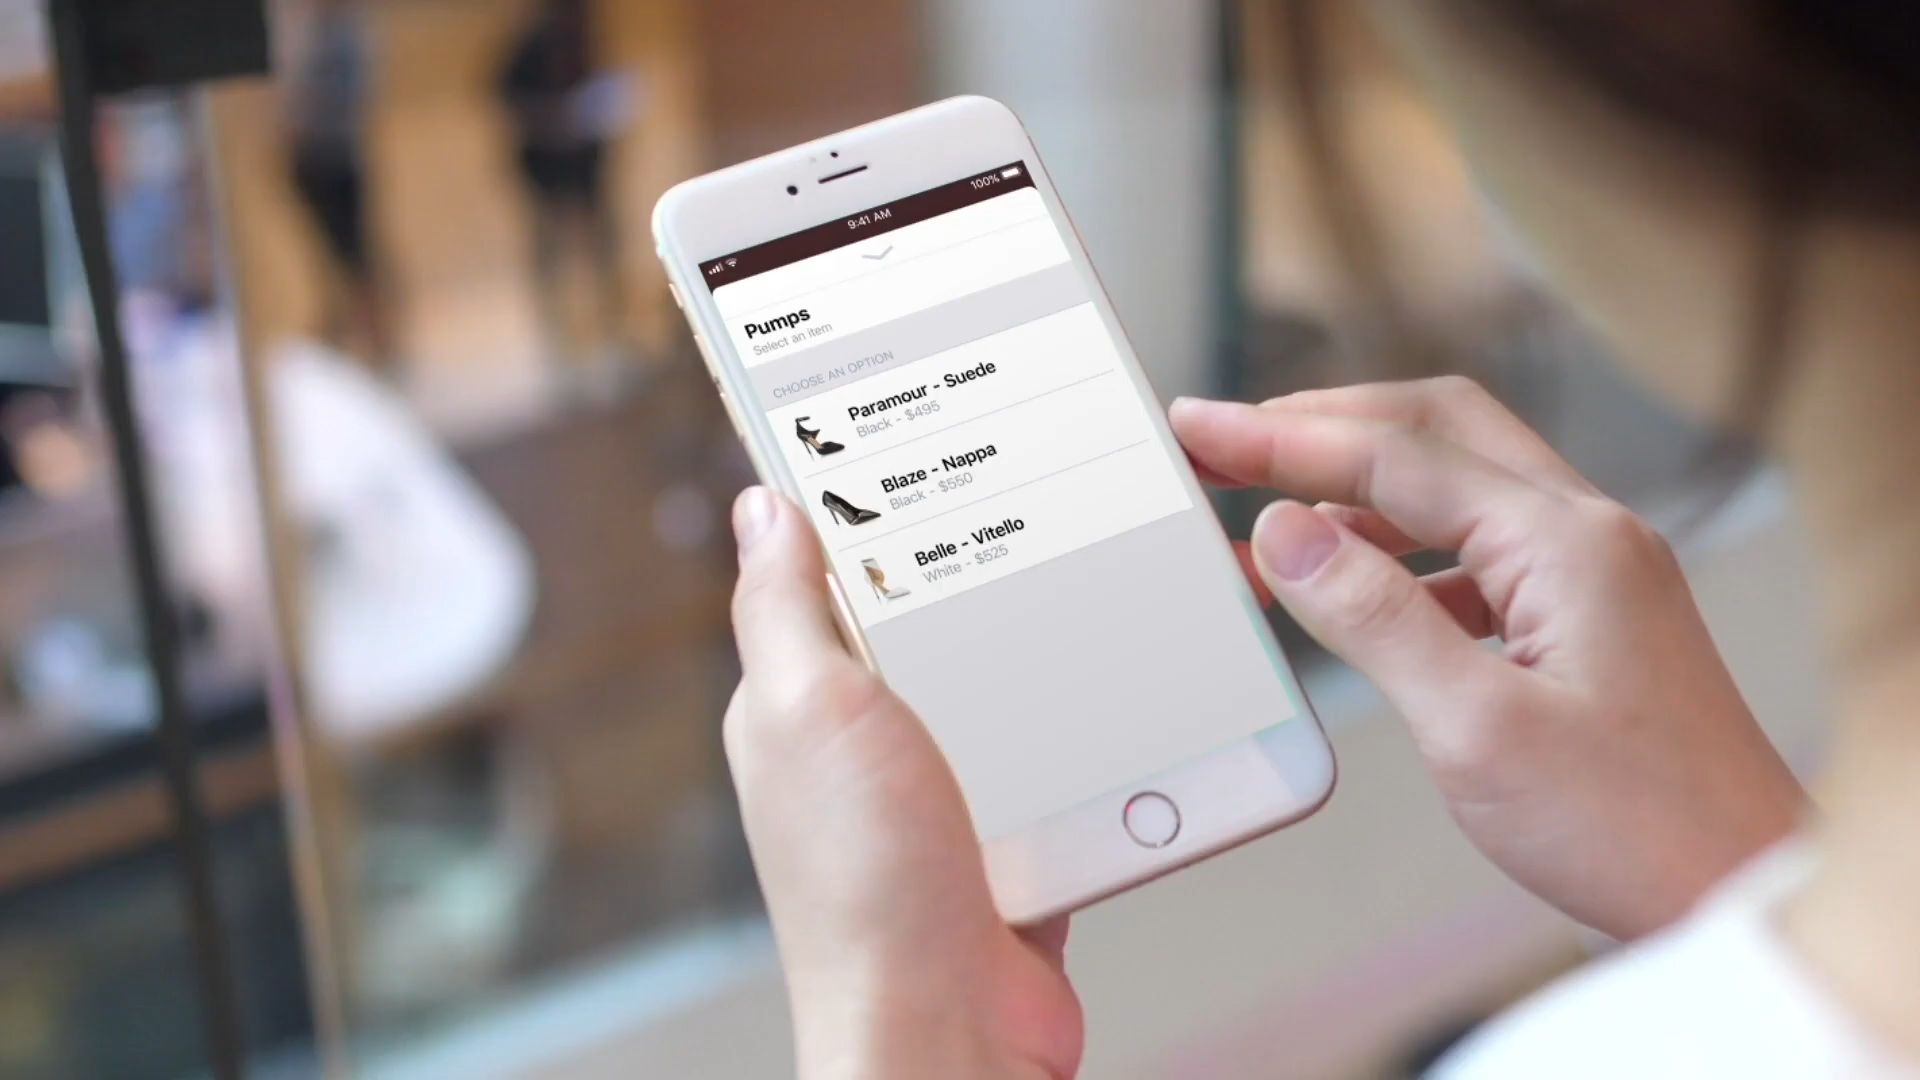 9:41 AM
100%
Pumps
Select an item
CHOOSE AN OPTION
Paramour - Suede
Black - $495
Blaze - Nappa
Black - $550
Belle - Vitello
White - $525